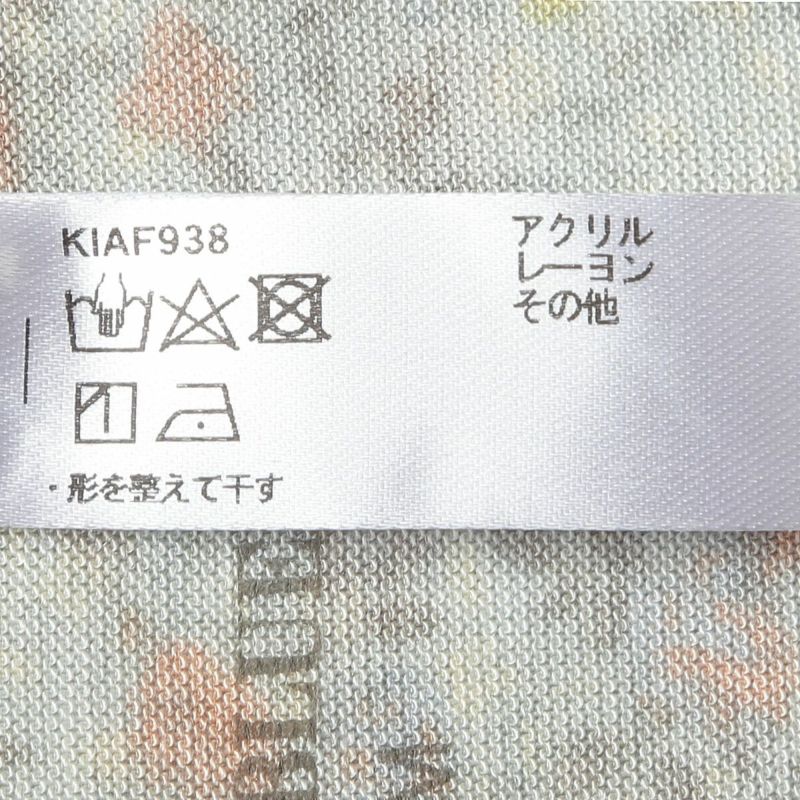 KIAF938
アクリル
レーヨン
その他
・形を整えて干す